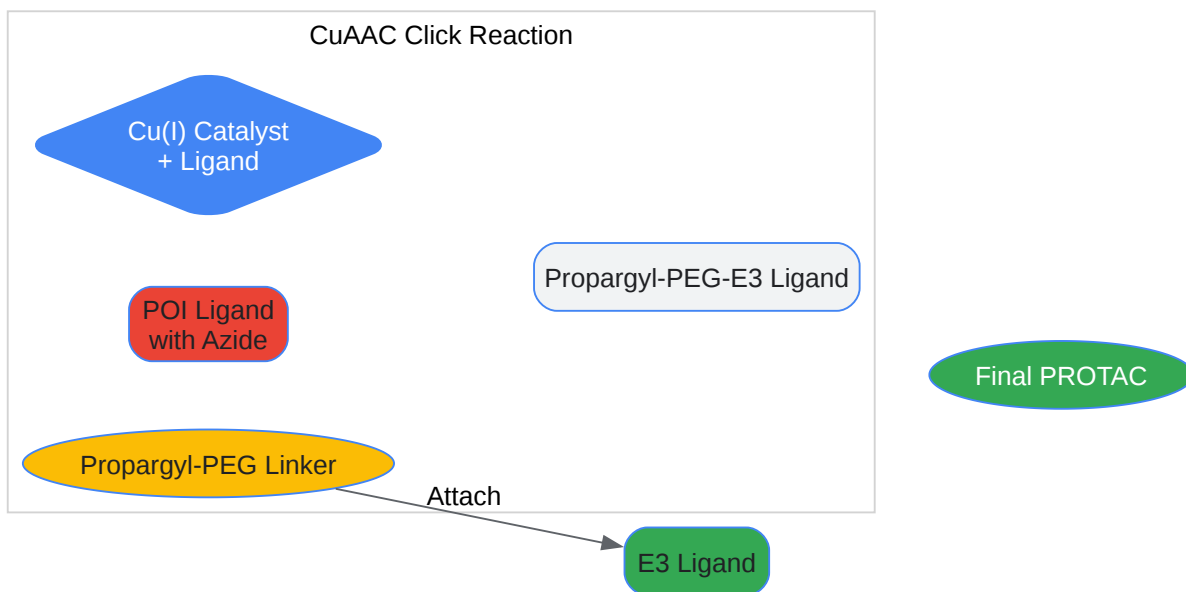 CuAAC Click Reaction
Cu(I) Catalyst
+ Ligand
Propargyl-PEG-E3 Ligand
POI Ligand
with Azide
Final PROTAC
Propargyl-PEG Linker
Attach
E3 Ligand